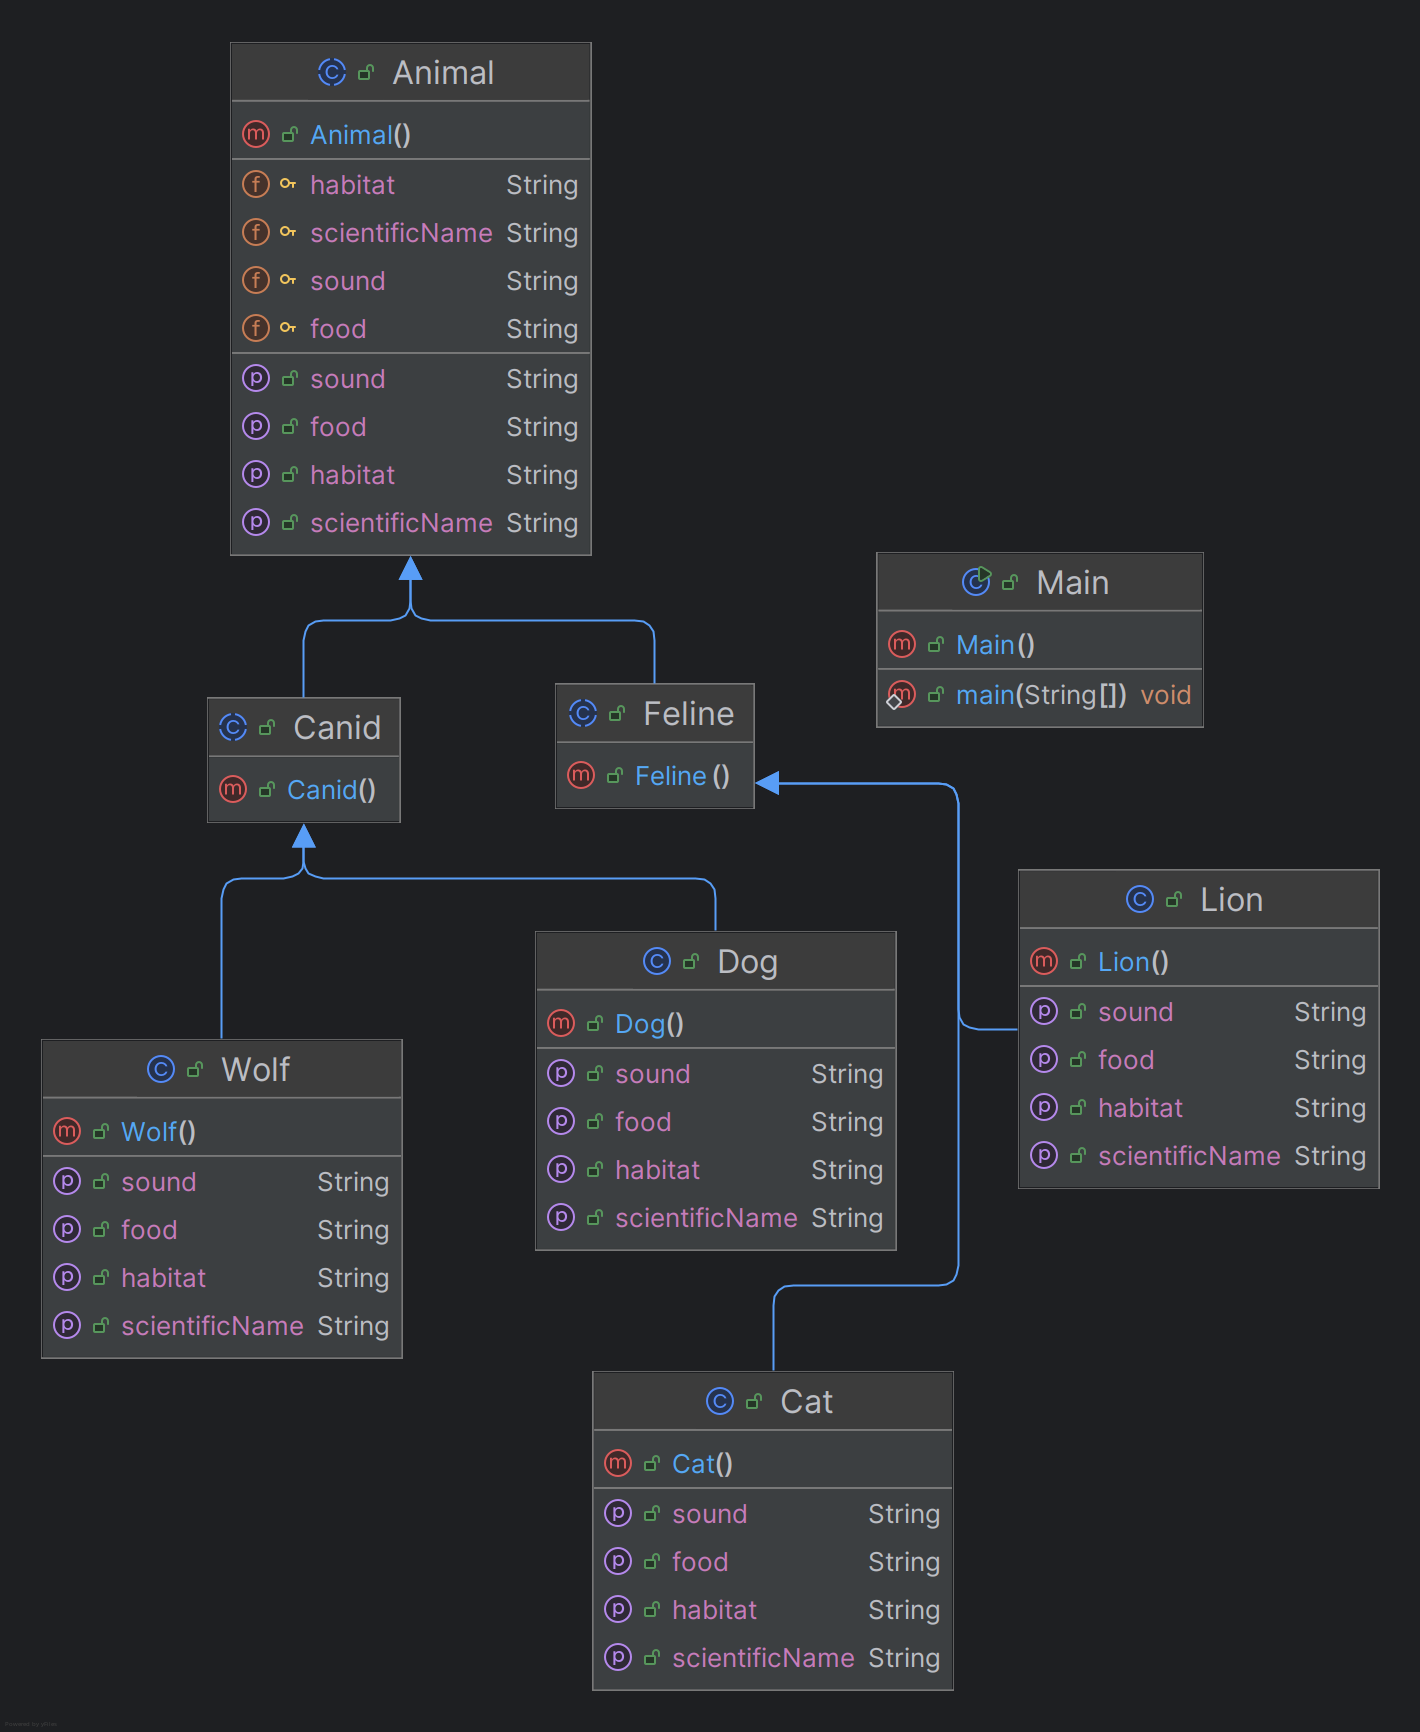 Animal
Animal()
habitat String
scientificName String
sound String
food String
sound String
food String
habitat String
scientificName String
Main
Main()
main(String[]) void
Canid
Canid()
Feline
Feline()
Lion
Lion()
sound String
food String
habitat String
scientificName String
Dog
Dog()
sound String
food String
habitat String
scientificName String
Wolf
Wolf()
sound String
food String
habitat String
scientificName String
Cat
Cat()
sound String
food String
habitat String
scientificName String